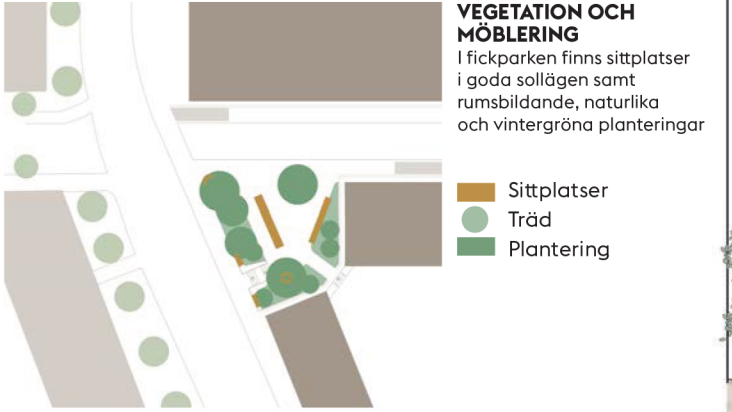 VEGETATION OCH
MÖBLERING
I fickparken finns sittplatser
i goda sollägen samt
rumsbildande, naturlika
och vintergröna planteringar
Sittplatser
Träd
Plantering